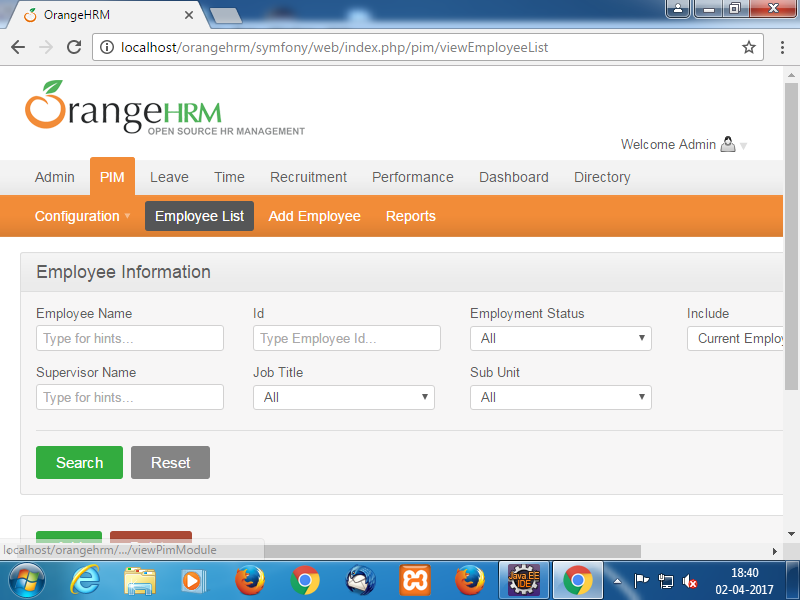 OrangeHRM
localhost/orangehrm/symfony/web/index.php/pim/viewEmployeeList
OrangeHRM
OPEN SOURCE HR MANAGEMENT
Welcome Admin
Admin PIM Leave Time Recruitment Performance Dashboard Directory
Configuration Employee List Add Employee Reports
Employee Information
Employee Name Id Employment Status Include
Type for hints... Type Employee Id... All Current Employ
Supervisor Name Job Title Sub Unit
Type for hints... All All
Search Reset
localhost/orangehrm/.../viewPimModule
Java EE
IDE
18:40
02-04-2017